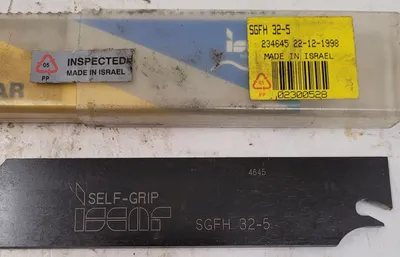 SGFH 32-5
234645 22-12-1998
MADE IN ISRAEL
02300528
INSPECTED
MADE IN ISRAEL
05
PP
05
PP
AR
4645
SELF-GRIP
ISCAR
SGFH 32-5